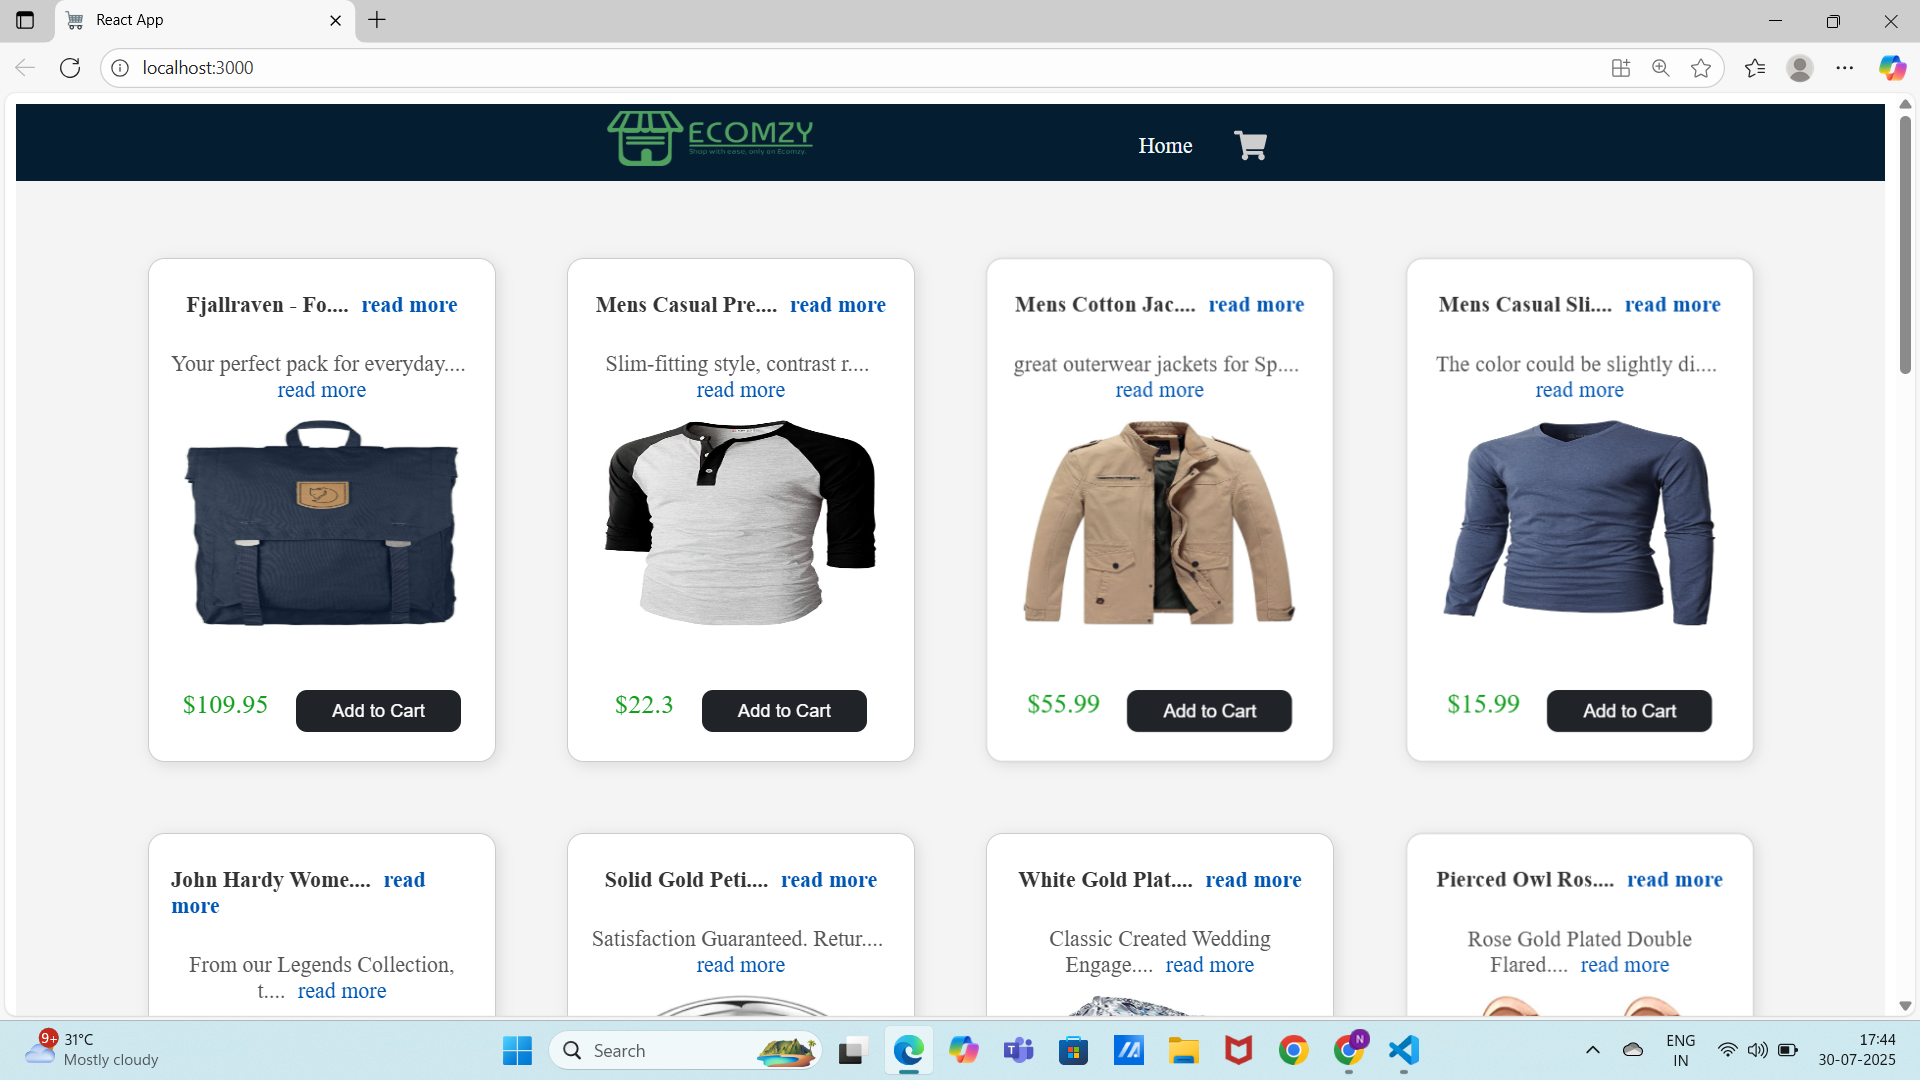 React App
localhost:3000
ECOMZY
Shop with ease, only on Ecomzy.
Home
Fjallraven - Fo.... read more
Your perfect pack for everyday....
read more
$109.95
Add to Cart
Mens Casual Pre.... read more
Slim-fitting style, contrast r....
read more
$22.3
Add to Cart
Mens Cotton Jac.... read more
great outerwear jackets for Sp....
read more
$55.99
Add to Cart
Mens Casual Sli.... read more
The color could be slightly di....
read more
$15.99
Add to Cart
John Hardy Wome.... read
more
From our Legends Collection,
t.... read more
Solid Gold Peti.... read more
Satisfaction Guaranteed. Retur....
read more
White Gold Plat.... read more
Classic Created Wedding
Engage.... read more
Pierced Owl Ros.... read more
Rose Gold Plated Double
Flared.... read more
9+
31°C
Mostly cloudy
Search
N
ENG
IN
17:44
30-07-2025